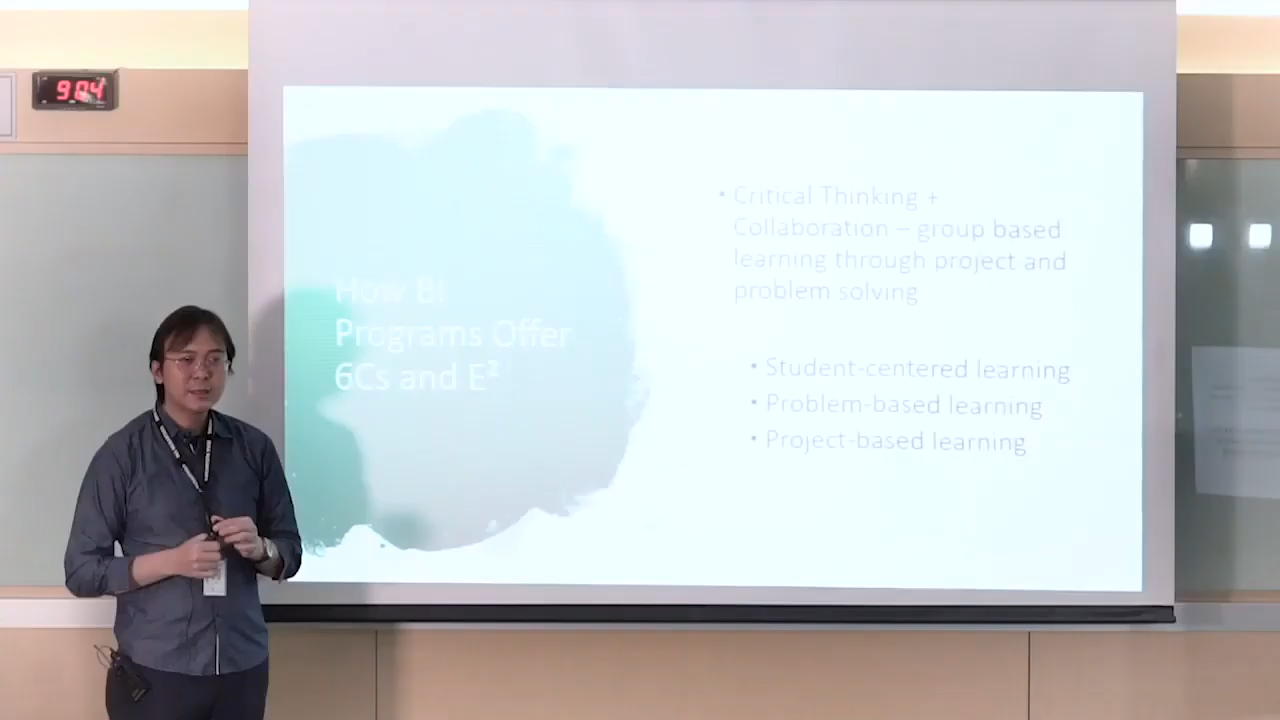 9:04
How BI
Programs Offer
6Cs and E²
• Critical Thinking +
Collaboration – group based
learning through project and
problem solving
• Student-centered learning
• Problem-based learning
• Project-based learning